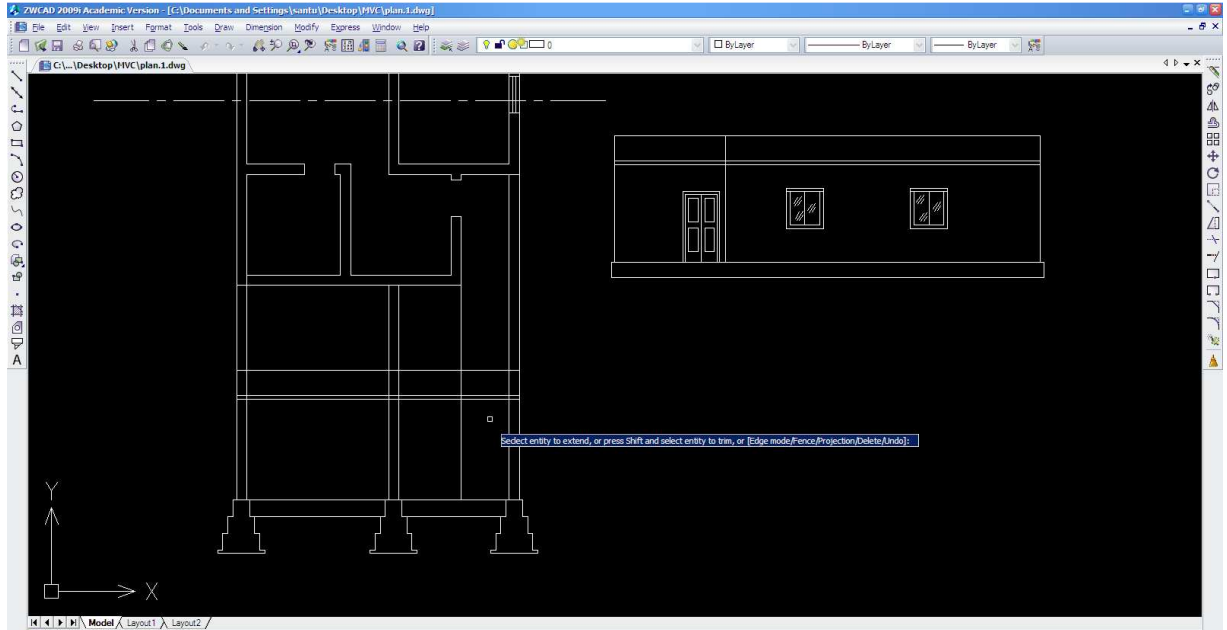 ZWCAD 2009i Academic Version - [C:\Documents and Settings\santu\Desktop\MVC\plan.1.dwg]
File Edit View Insert Format Tools Draw Dimension Modify Express Window Help
0 ByLayer ByLayer ByLayer
C:\...\Desktop\MVC\plan.1.dwg
A
Sedect entity to extend, or press Shift and select entity to trim, or [Edge mode/Fence/Projection/Delete/Undo]:
Y
X
Model Layout1 Layout2